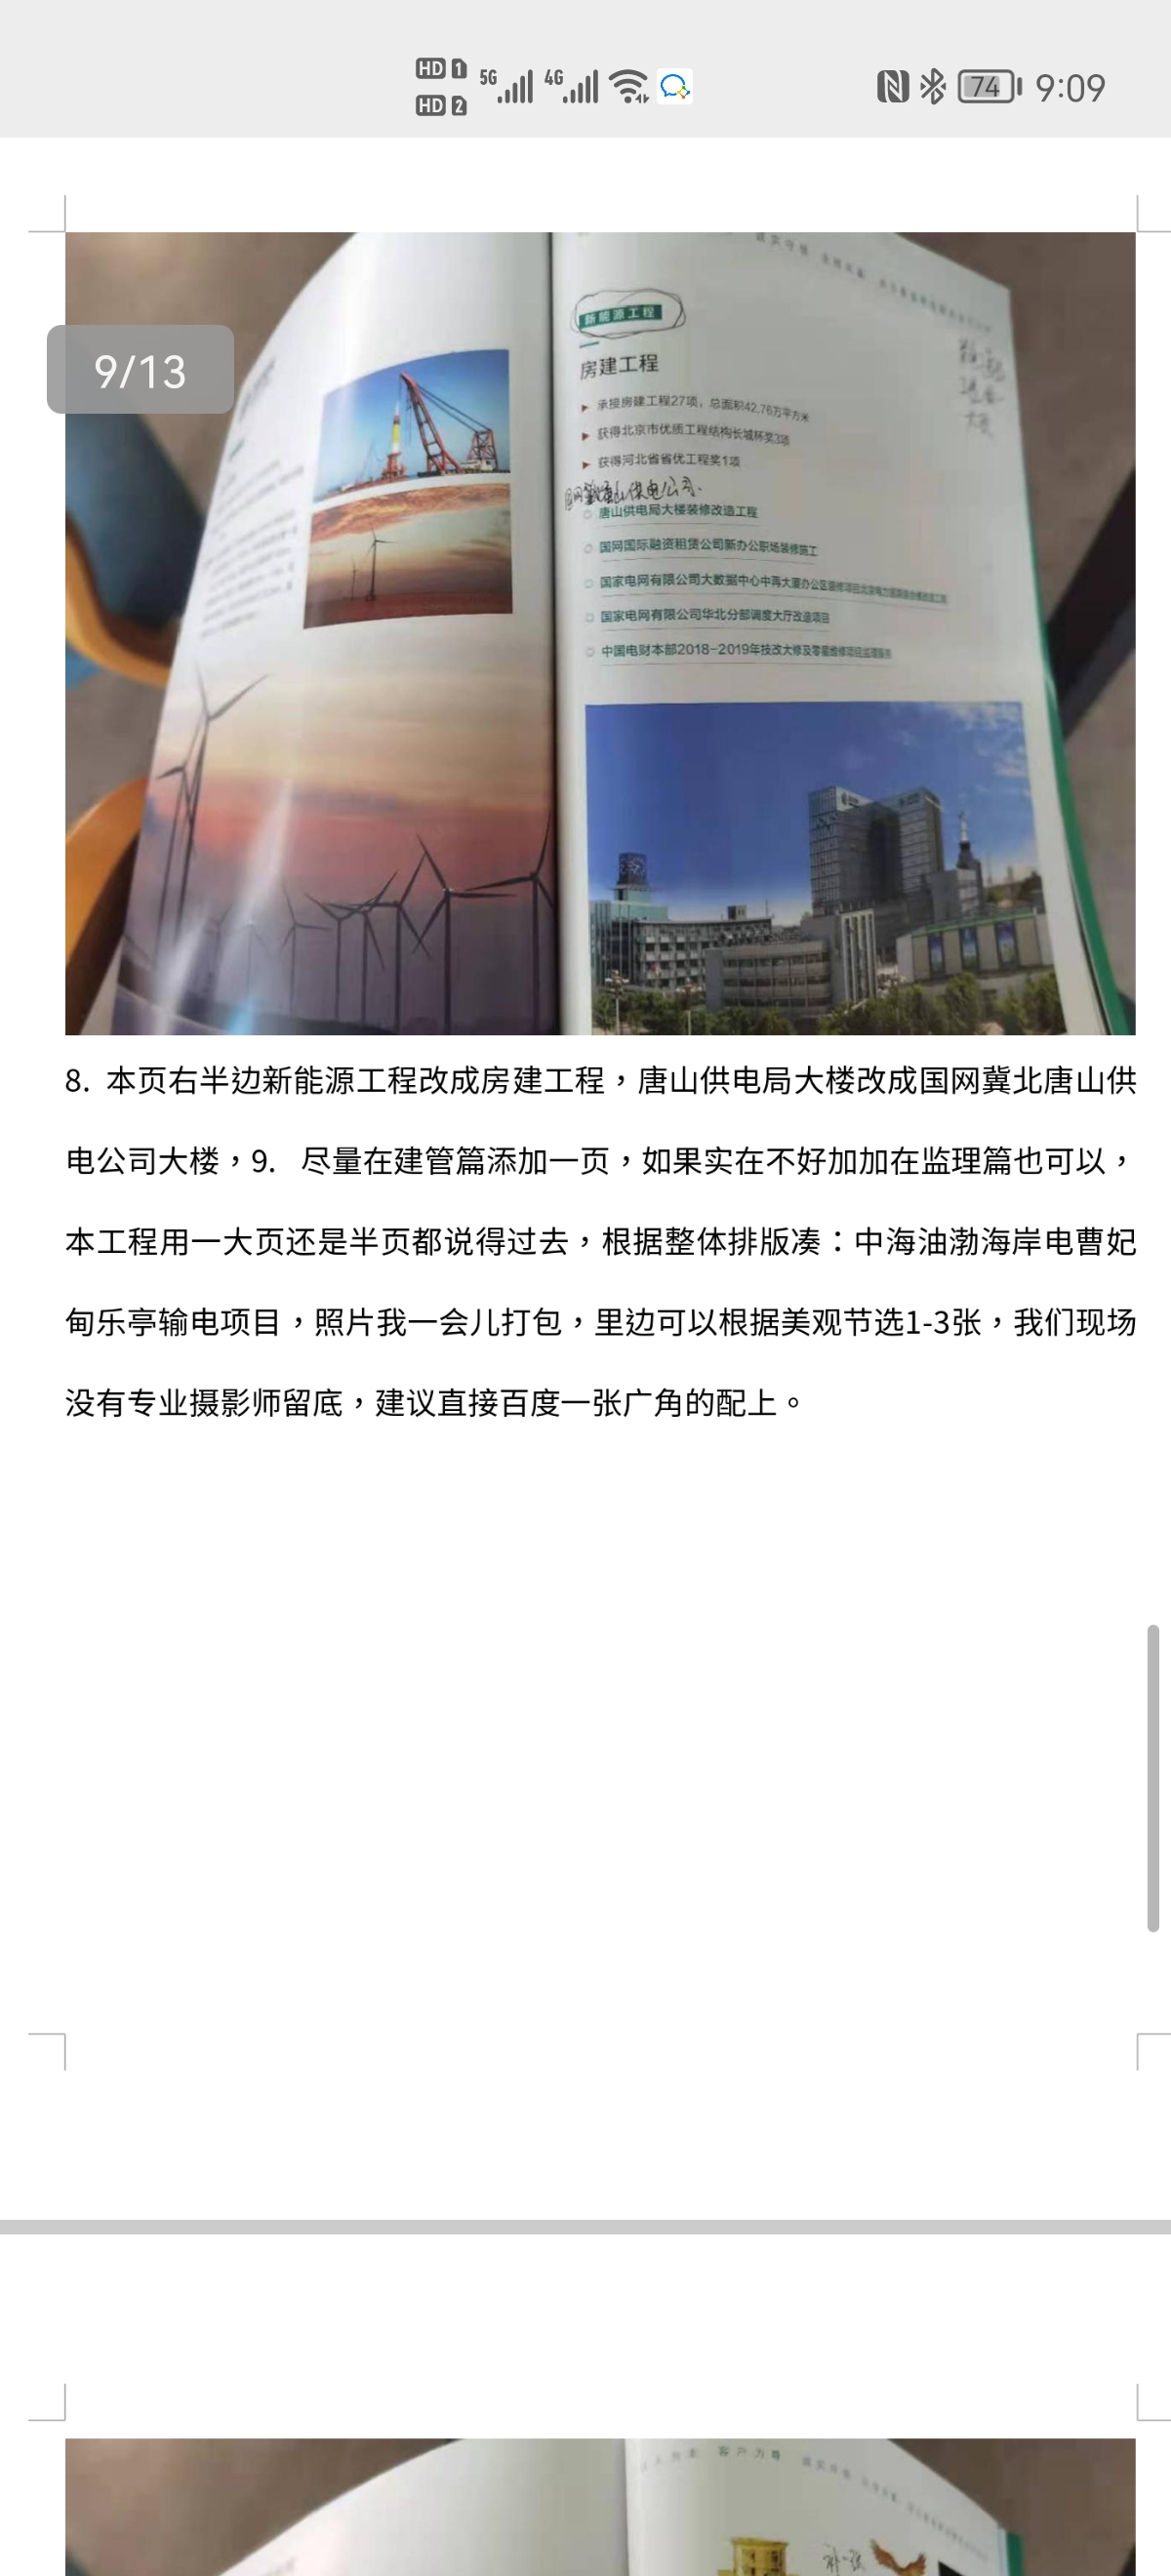 HD 1 5G 4G
HD 2
74 9:09
9/13
新能源工程
房建工程
承接房建工程27项，总面积42.76万平方米
获得北京市优质工程结构长城杯奖3项
获得河北省省优工程奖1项
国网冀北唐山供电公司
唐山供电局大楼装修改造工程
国网国际融资租赁公司新办公职场装修施工
国家电网有限公司大数据中心中再大厦办公区装修项目
国家电网有限公司华北分部调度大厅改造项目
中国电财本部2018-2019年技改大修及零星维修项目监理服务
8. 本页右半边新能源工程改成房建工程，唐山供电局大楼改成国网冀北唐山供
电公司大楼，9. 尽量在建管篇添加一页，如果实在不好加加在监理篇也可以，
本工程用一大页还是半页都说得过去，根据整体排版凑：中海油渤海岸电曹妃
甸乐亭输电项目，照片我一会儿打包，里边可以根据美观节选1-3张，我们现场
没有专业摄影师留底，建议直接百度一张广角的配上。
客户为尊